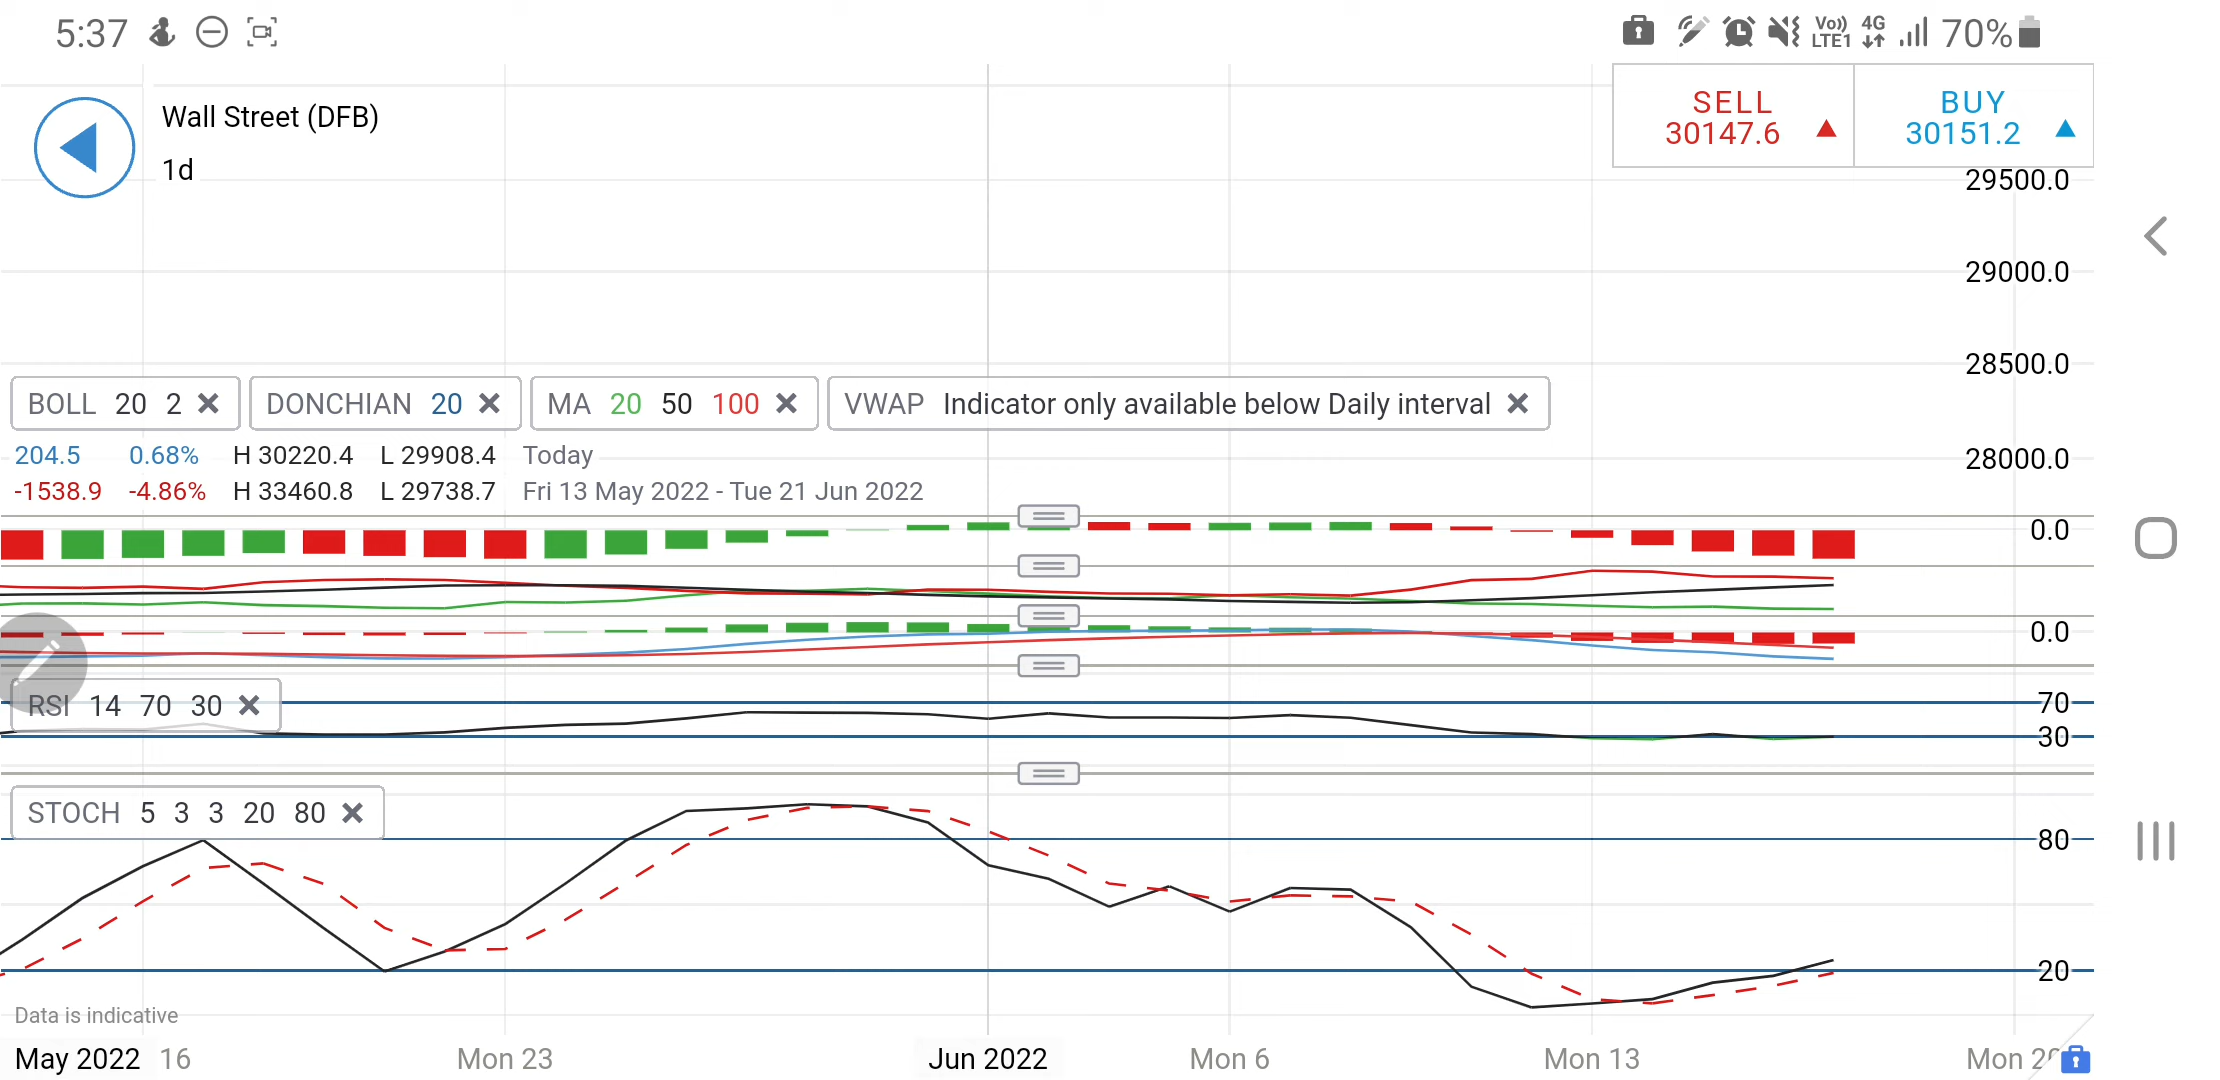 5:37
Vo))
LTE1
4G
70%
Wall Street (DFB)
1d
SELL
30147.6
BUY
30151.2
29500.0
29000.0
28500.0
BOLL 20 2
DONCHIAN 20
MA 20 50 100
VWAP Indicator only available below Daily interval
204.5 0.68% H 30220.4 L 29908.4 Today
28000.0
-1538.9 -4.86% H 33460.8 L 29738.7 Fri 13 May 2022 - Tue 21 Jun 2022
0.0
0.0
RSI 14 70 30
70
30
STOCH 5 3 3 20 80
80
20
Data is indicative
May 2022 16 Mon 23 Jun 2022 Mon 6 Mon 13 Mon